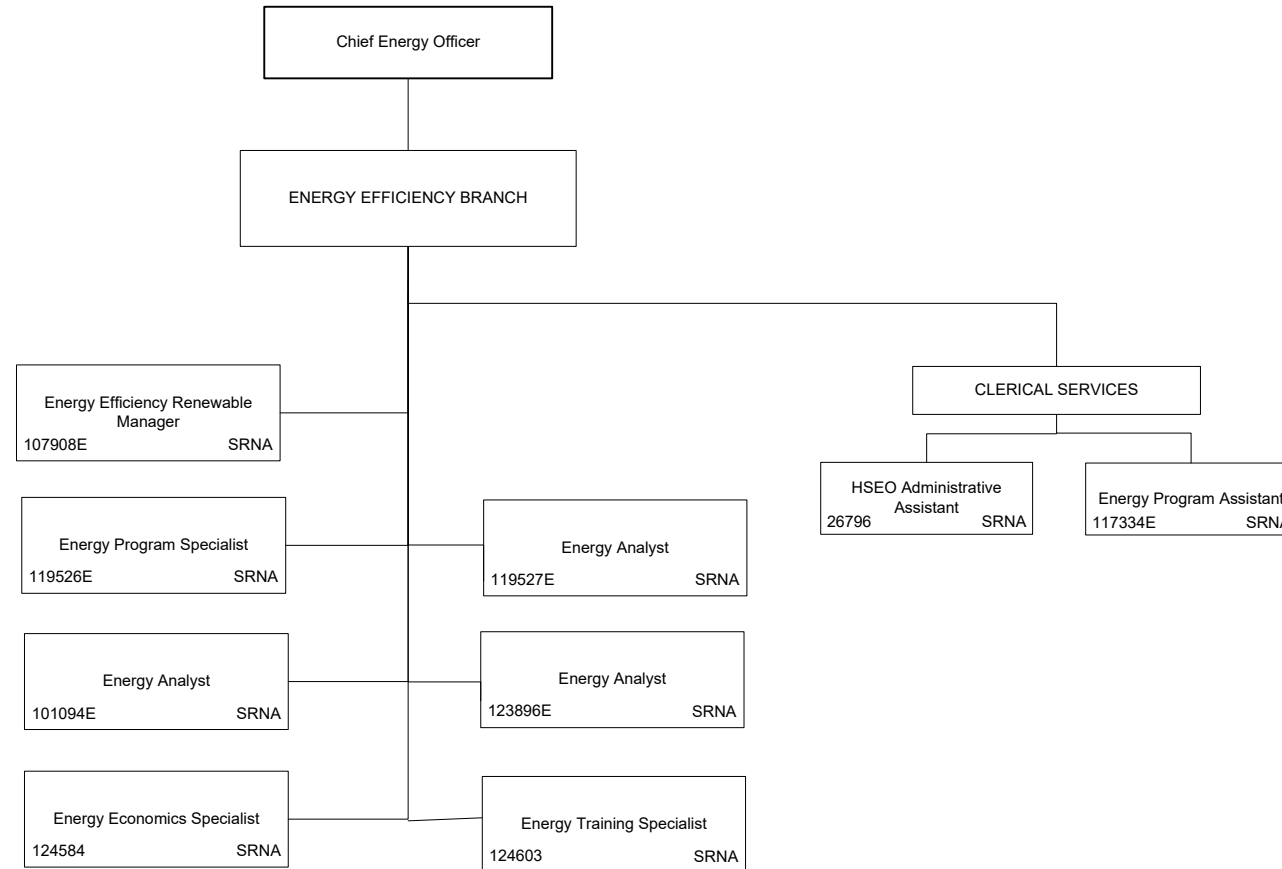 Chief Energy Officer
ENERGY EFFICIENCY BRANCH
Energy Efficiency Renewable
Manager
107908E SRNA
CLERICAL SERVICES
HSEO Administrative
Assistant
26796 SRNA
Energy Program Assistant
117334E SRNA
Energy Program Specialist
119526E SRNA
Energy Analyst
119527E SRNA
Energy Analyst
101094E SRNA
Energy Analyst
123896E SRNA
Energy Economics Specialist
124584 SRNA
Energy Training Specialist
124603 SRNA